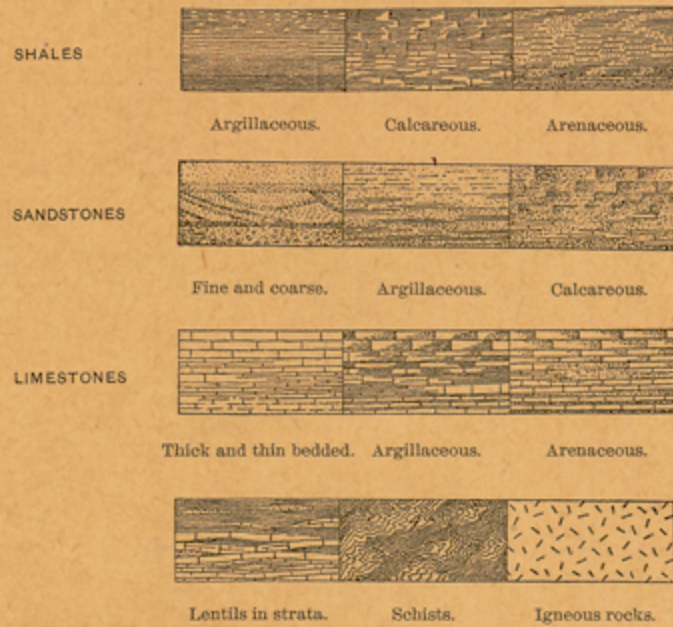 SHALES
Argillaceous. Calcareous. Arenaceous.
SANDSTONES
Fine and coarse. Argillaceous. Calcareous.
LIMESTONES
Thick and thin bedded. Argillaceous. Arenaceous.
Lentils in strata. Schists. Igneous rocks.